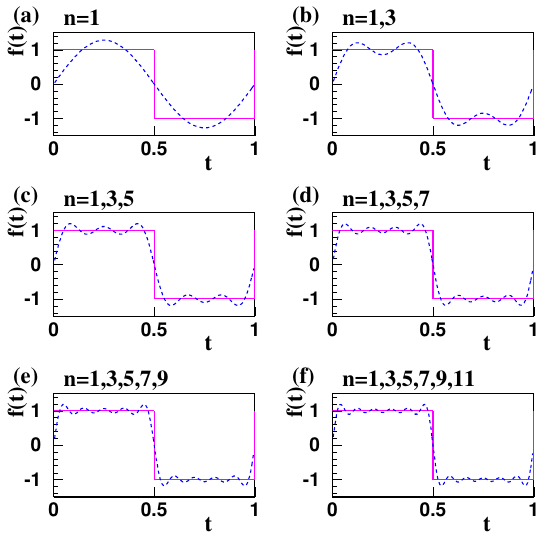 (a) n=1
f(t)
1
0
-1
0 0.5 1
t
(b) n=1,3
f(t)
1
0
-1
0 0.5 1
t
(c) n=1,3,5
f(t)
1
0
-1
0 0.5 1
t
(d) n=1,3,5,7
f(t)
1
0
-1
0 0.5 1
t
(e) n=1,3,5,7,9
f(t)
1
0
-1
0 0.5 1
t
(f) n=1,3,5,7,9,11
f(t)
1
0
-1
0 0.5 1
t